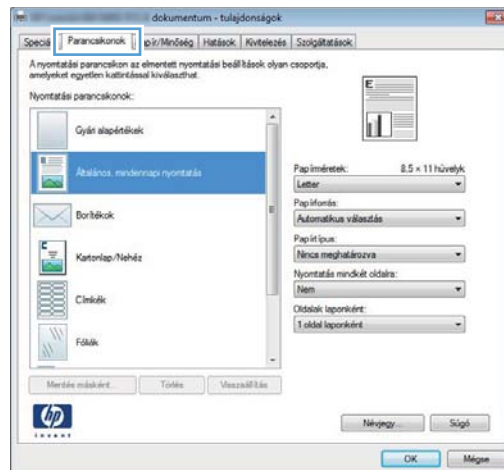 dokumentum - tulajdonságok
Parancsikonok
Papír/Minőség
Hatások
Kivitelezés
Szolgáltatások
A nyomtatási parancsikon az elmentett nyomtatási beállítások olyan csoportja,
amelyeket egyetlen kattintással kiválaszthat.
Nyomtatási parancsikonok:
Gyári alapértékek
Általános, mindennapi nyomtatás
Borítékok
Kartonlap/Nehéz
Címkék
Fóliák
E
Papírméretek: 8,5 × 11 hüvelyk
Letter
Papírforrás:
Automatikus választás
Papírtípus:
Nincs meghatározva
Nyomtatás mindkét oldalra:
Nem
Oldalak laponként:
1 oldal laponként
Mentés másként...
Törlés
Visszaállítás
hp
invent
Névjegy...
Súgó
OK
Mégse